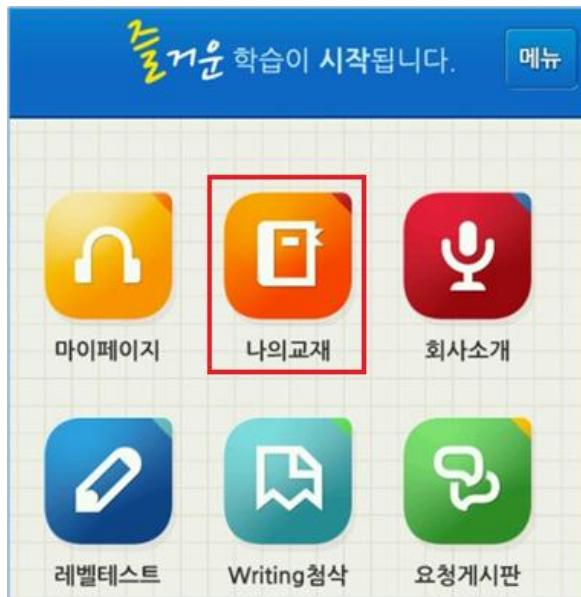 즐거운 학습이 시작됩니다.
메뉴
마이페이지 나의교재 회사소개
레벨테스트 Writing첨삭 요청게시판